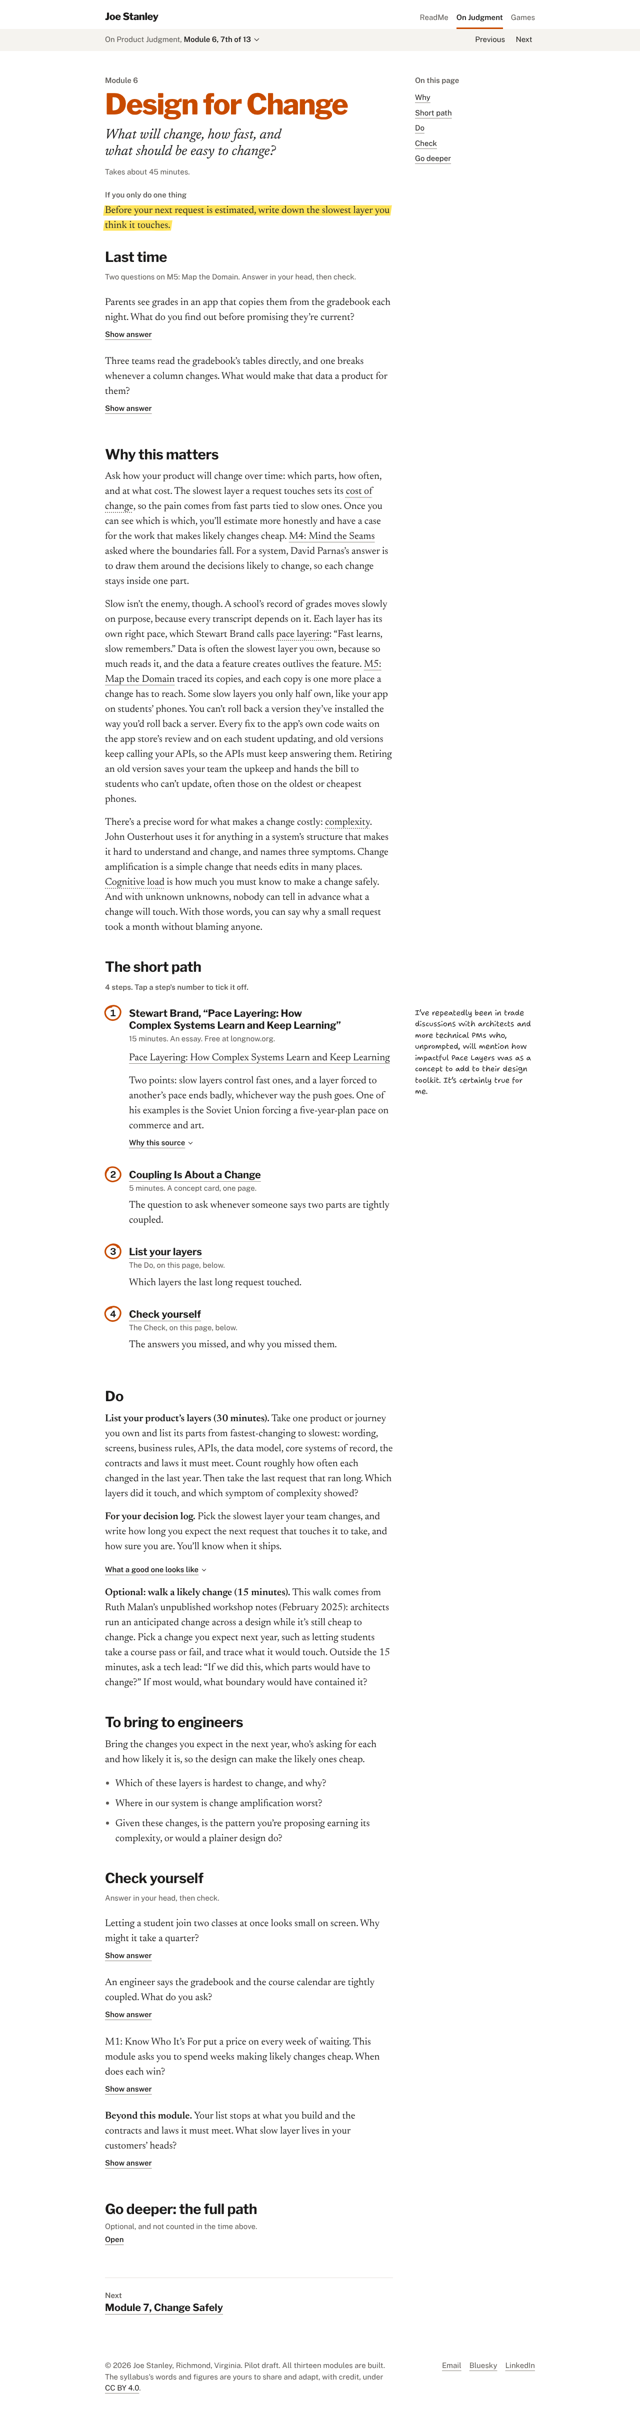 Joe Stanley
ReadMe On Judgment Games
On Product Judgment, Module 6, 7th of 13
Previous Next
Module 6
Design for Change
What will change, how fast, and
what should be easy to change?
Takes about 45 minutes.
On this page
Why
Short path
Do
Check
Go deeper
If you only do one thing
Before your next request is estimated, write down the slowest layer you
think it touches.
Last time
Two questions on M5: Map the Domain. Answer in your head, then check.
Parents see grades in an app that copies them from the gradebook each
night. What do you find out before promising they’re current?
Show answer
Three teams read the gradebook’s tables directly, and one breaks
whenever a column changes. What would make that data a product for
them?
Show answer
Why this matters
Ask how your product will change over time: which parts, how often,
and at what cost. The slowest layer a request touches sets its cost of
change, so the pain comes from fast parts tied to slow ones. Once you
can see which is which, you’ll estimate more honestly and have a case
for the work that makes likely changes cheap. M4: Mind the Seams
asked where the boundaries fall. For a system, David Parnas’s answer is
to draw them around the decisions likely to change, so each change
stays inside one part.
Slow isn’t the enemy, though. A school’s record of grades moves slowly
on purpose, because every transcript depends on it. Each layer has its
own right pace, which Stewart Brand calls pace layering: “Fast learns,
slow remembers.” Data is often the slowest layer you own, because so
much reads it, and the data a feature creates outlives the feature. M5:
Map the Domain traced its copies, and each copy is one more place a
change has to reach. Some slow layers you only half own, like your app
on students’ phones. You can’t roll back a version they’ve installed the
way you’d roll back a server. Every fix to the app’s own code waits on
the app store’s review and on each student updating, and old versions
keep calling your APIs, so the APIs must keep answering them. Retiring
an old version saves your team the upkeep and hands the bill to
students who can’t update, often those on the oldest or cheapest
phones.
There’s a precise word for what makes a change costly: complexity.
John Ousterhout uses it for anything in a system’s structure that makes
it hard to understand and change, and names three symptoms. Change
amplification is a simple change that needs edits in many places.
Cognitive load is how much you must know to make a change safely.
And with unknown unknowns, nobody can tell in advance what a
change will touch. With those words, you can say why a small request
took a month without blaming anyone.
The short path
4 steps. Tap a step’s number to tick it off.
1 Stewart Brand, “Pace Layering: How
Complex Systems Learn and Keep Learning”
15 minutes. An essay. Free at longnow.org.
Pace Layering: How Complex Systems Learn and Keep Learning
Two points: slow layers control fast ones, and a layer forced to
another’s pace ends badly, whichever way the push goes. One of
his examples is the Soviet Union forcing a five-year-plan pace on
commerce and art.
Why this source
I’ve repeatedly been in trade
discussions with architects and
more technical PMs who,
unprompted, will mention how
impactful Pace Layers was as a
concept to add to their design
toolkit. It’s certainly true for
me.
2 Coupling Is About a Change
5 minutes. A concept card, one page.
The question to ask whenever someone says two parts are tightly
coupled.
3 List your layers
The Do, on this page, below.
Which layers the last long request touched.
4 Check yourself
The Check, on this page, below.
The answers you missed, and why you missed them.
Do
List your product’s layers (30 minutes). Take one product or journey
you own and list its parts from fastest-changing to slowest: wording,
screens, business rules, APIs, the data model, core systems of record, the
contracts and laws it must meet. Count roughly how often each
changed in the last year. Then take the last request that ran long. Which
layers did it touch, and which symptom of complexity showed?
For your decision log. Pick the slowest layer your team changes, and
write how long you expect the next request that touches it to take, and
how sure you are. You’ll know when it ships.
What a good one looks like
Optional: walk a likely change (15 minutes). This walk comes from
Ruth Malan’s unpublished workshop notes (February 2025): architects
run an anticipated change across a design while it’s still cheap to
change. Pick a change you expect next year, such as letting students
take a course pass or fail, and trace what it would touch. Outside the 15
minutes, ask a tech lead: “If we did this, which parts would have to
change?” If most would, what boundary would have contained it?
To bring to engineers
Bring the changes you expect in the next year, who’s asking for each
and how likely it is, so the design can make the likely ones cheap.
• Which of these layers is hardest to change, and why?
• Where in our system is change amplification worst?
• Given these changes, is the pattern you’re proposing earning its
complexity, or would a plainer design do?
Check yourself
Answer in your head, then check.
Letting a student join two classes at once looks small on screen. Why
might it take a quarter?
Show answer
An engineer says the gradebook and the course calendar are tightly
coupled. What do you ask?
Show answer
M1: Know Who It’s For put a price on every week of waiting. This
module asks you to spend weeks making likely changes cheap. When
does each win?
Show answer
Beyond this module. Your list stops at what you build and the
contracts and laws it must meet. What slow layer lives in your
customers’ heads?
Show answer
Go deeper: the full path
Optional, and not counted in the time above.
Open
Next
Module 7, Change Safely
© 2026 Joe Stanley, Richmond, Virginia. Pilot draft. All thirteen modules are built.
The syllabus’s words and figures are yours to share and adapt, with credit, under
CC BY 4.0.
Email Bluesky LinkedIn